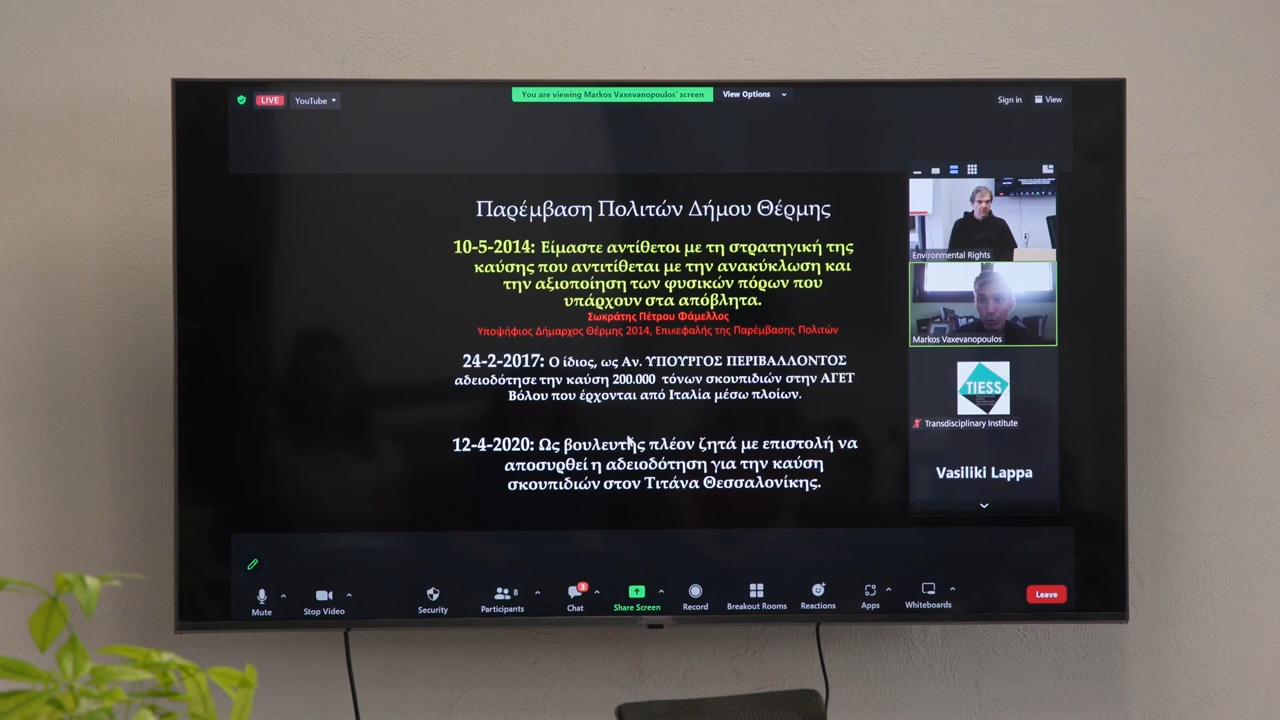 LIVE
YouTube
You are viewing Markos Vaxevanopoulos' screen
View Options
Sign in
View
Παρέμβαση Πολιτών Δήμου Θέρμης
10-5-2014: Είμαστε αντίθετοι με τη στρατηγική της
καύσης που αντιτίθεται με την ανακύκλωση και
την αξιοποίηση των φυσικών πόρων που
υπάρχουν στα απόβλητα.
Σωκράτης Πέτρου Φάμελλος
Υποψήφιος Δήμαρχος Θέρμης 2014, Επικεφαλής της Παρέμβασης Πολιτών
24-2-2017: Ο ίδιος, ως Αν. ΥΠΟΥΡΓΟΣ ΠΕΡΙΒΑΛΛΟΝΤΟΣ
αδειοδότησε την καύση 200.000 τόνων σκουπιδιών στην ΑΓΕΤ
Βόλου που έρχονται από Ιταλία μέσω πλοίων.
12-4-2020: Ως βουλευτής πλέον ζητά με επιστολή να
αποσυρθεί η αδειοδότηση για την καύση
σκουπιδιών στον Τιτάνα Θεσσαλονίκης.
Environmental Rights
Markos Vaxevanopoulos
TIESS
Transdisciplinary Institute
Vasiliki Lappa
Mute
Stop Video
Security
Participants
8
Chat
3
Share Screen
Record
Breakout Rooms
Reactions
Apps
Whiteboards
Leave